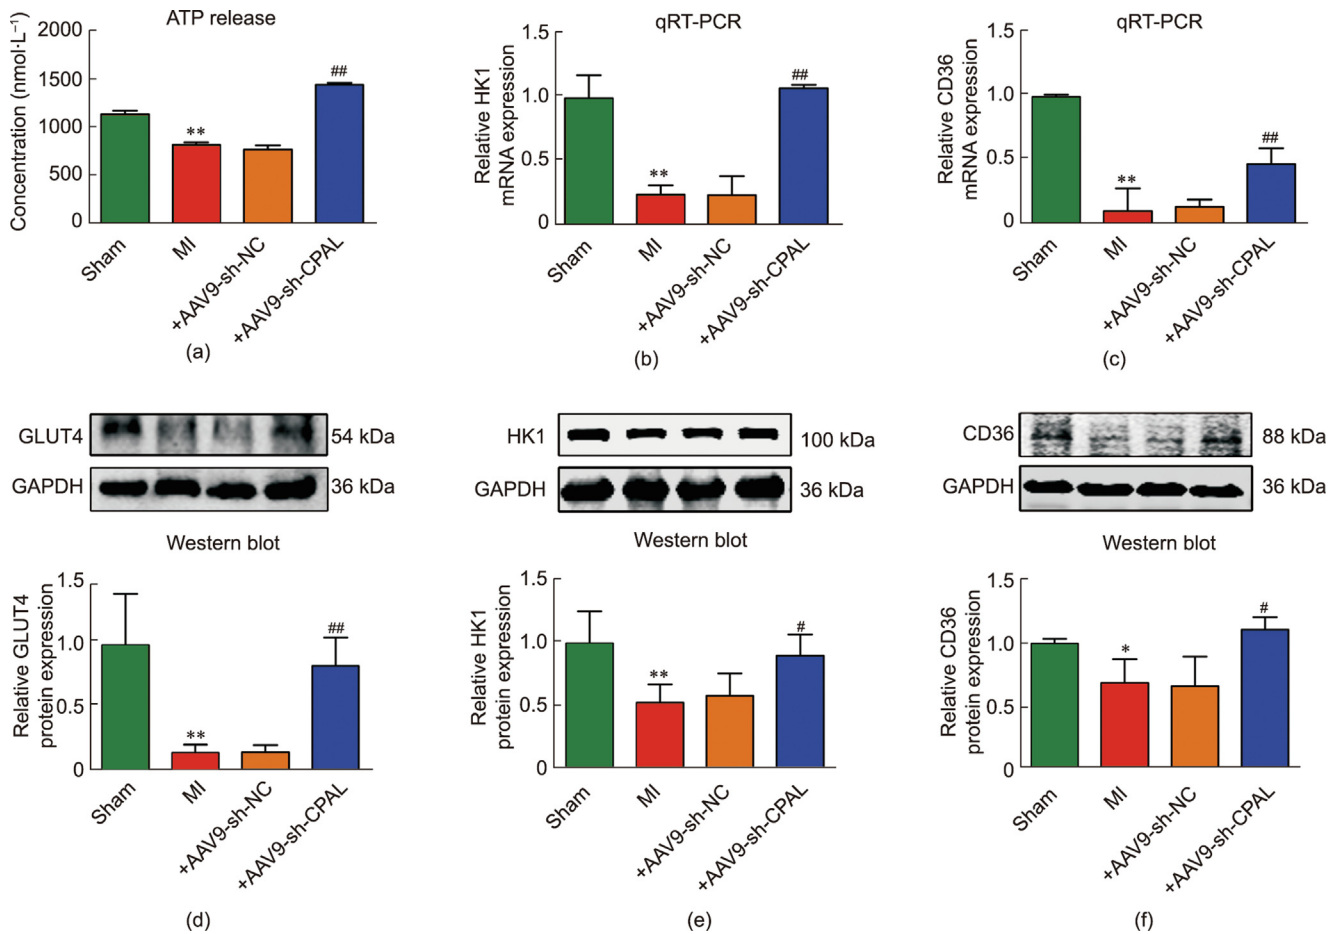 ATP release
Concentration (nmol·L⁻¹)
2000
1500
1000
500
0
**
##
Sham
MI
+AAV9-sh-NC
+AAV9-sh-CPAL
(a)
qRT-PCR
Relative HK1
mRNA expression
1.5
1.0
0.5
0
**
##
Sham
MI
+AAV9-sh-NC
+AAV9-sh-CPAL
(b)
qRT-PCR
Relative CD36
mRNA expression
1.5
1.0
0.5
0
**
##
Sham
MI
+AAV9-sh-NC
+AAV9-sh-CPAL
(c)
GLUT4
54 kDa
GAPDH
36 kDa
Western blot
Relative GLUT4
protein expression
1.5
1.0
0.5
0
**
##
Sham
MI
+AAV9-sh-NC
+AAV9-sh-CPAL
(d)
HK1
100 kDa
GAPDH
36 kDa
Western blot
Relative HK1
protein expression
1.5
1.0
0.5
0
**
#
Sham
MI
+AAV9-sh-NC
+AAV9-sh-CPAL
(e)
CD36
88 kDa
GAPDH
36 kDa
Western blot
Relative CD36
protein expression
1.5
1.0
0.5
0
*
#
Sham
MI
+AAV9-sh-NC
+AAV9-sh-CPAL
(f)